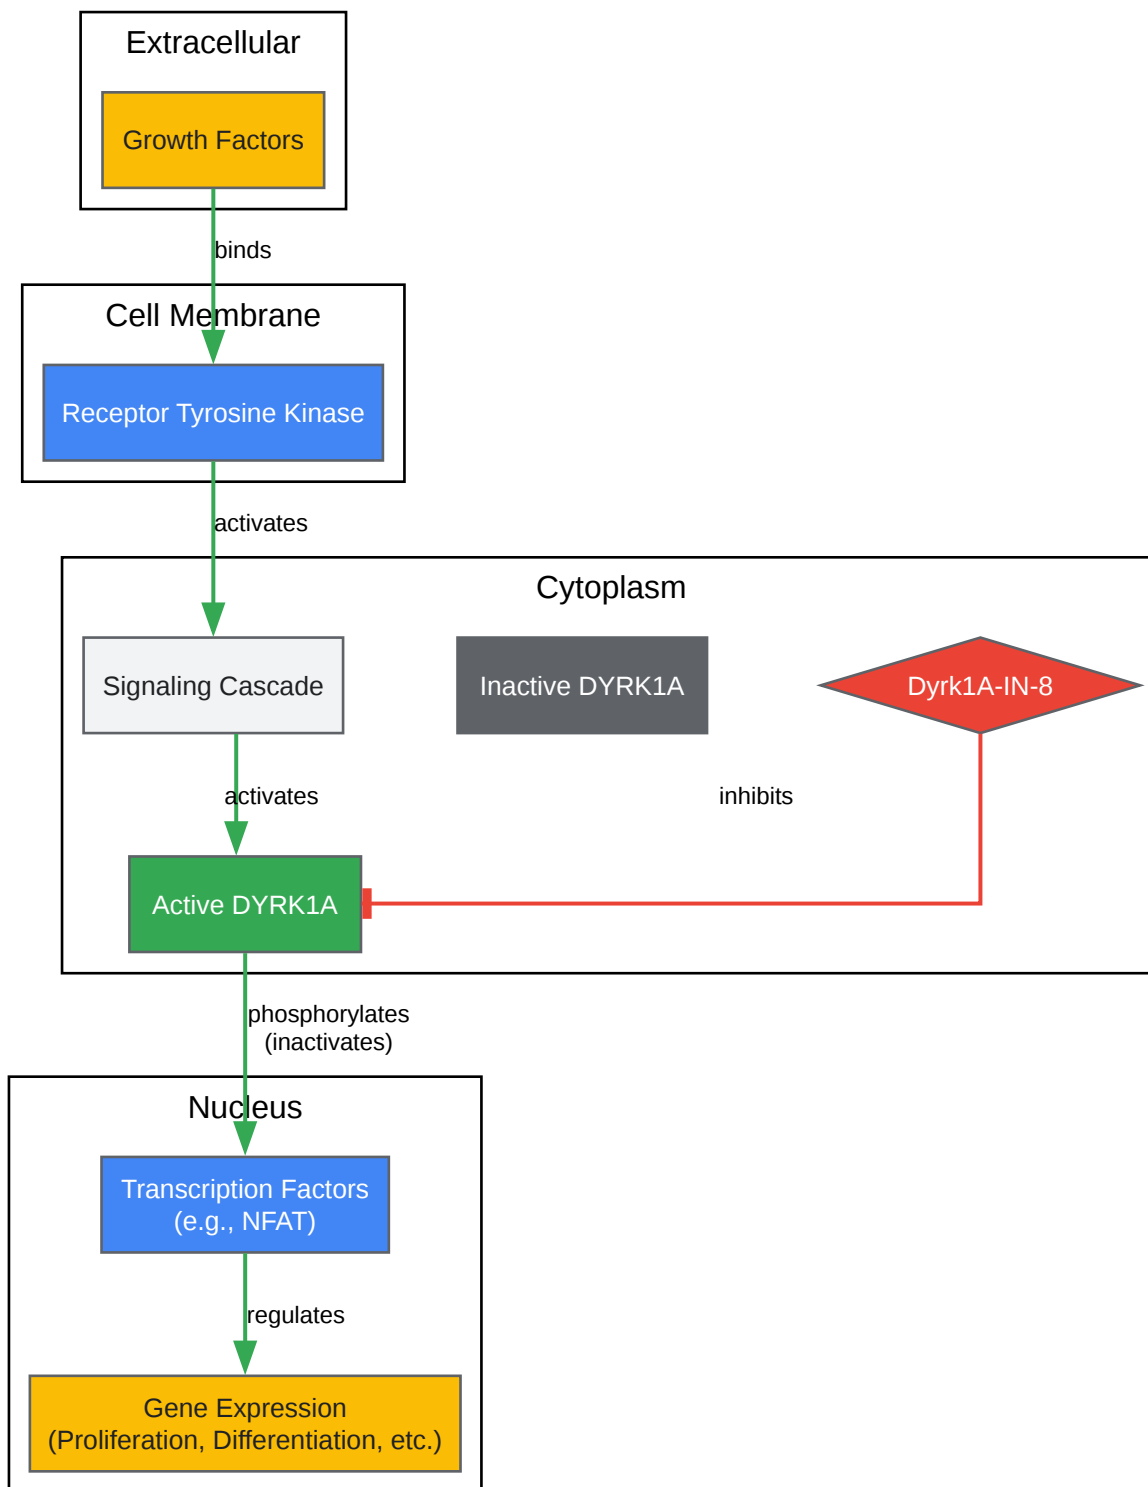 Extracellular
Growth Factors
binds
Cell Membrane
Receptor Tyrosine Kinase
activates
Cytoplasm
Signaling Cascade
Inactive DYRK1A
Dyrk1A-IN-8
activates
inhibits
Active DYRK1A
phosphorylates
(inactivates)
Nucleus
Transcription Factors
(e.g., NFAT)
regulates
Gene Expression
(Proliferation, Differentiation, etc.)